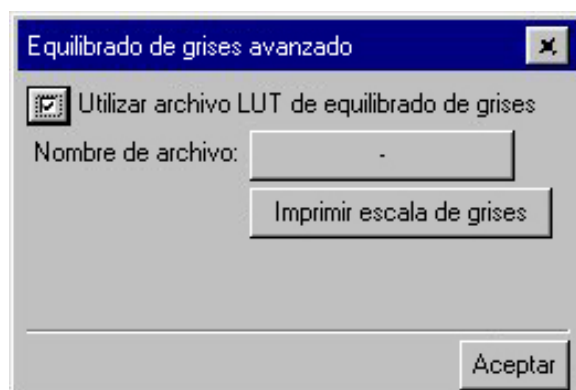 Equilibrado de grises avanzado
Utilizar archivo LUT de equilibrado de grises
Nombre de archivo: -
Imprimir escala de grises
Aceptar